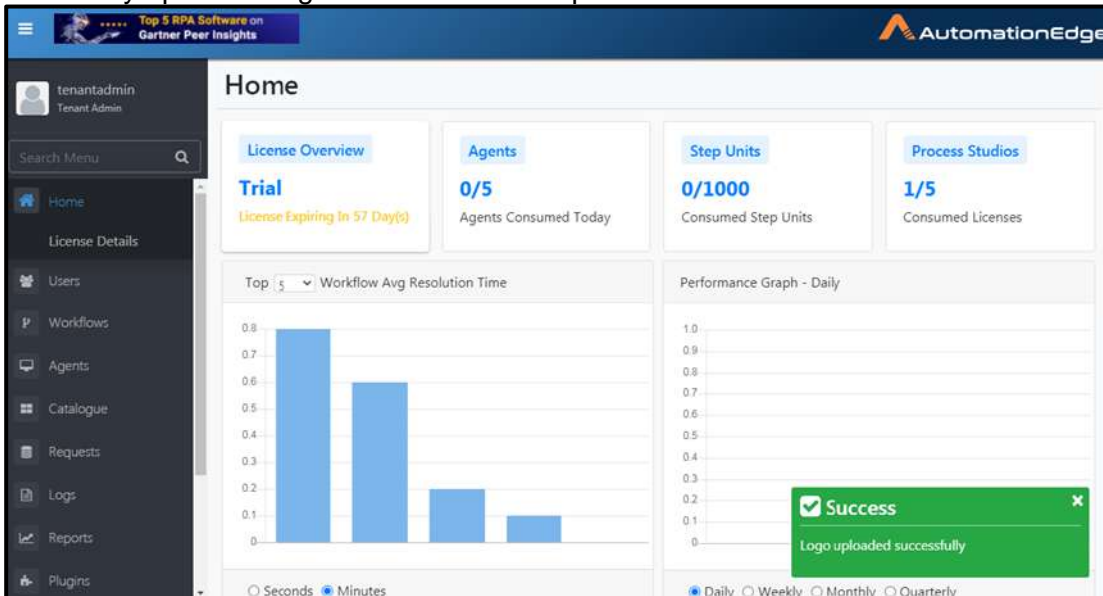 Top 5 RPA Software on
Gartner Peer Insights
AutomationEdge
tenantadmin
Tenant Admin
Search Menu
Home
License Details
Users
Workflows
Agents
Catalogue
Requests
Logs
Reports
Plugins
Home
License Overview
Trial
License Expiring In 57 Day(s)
Agents
0/5
Agents Consumed Today
Step Units
0/1000
Consumed Step Units
Process Studios
1/5
Consumed Licenses
Top 5 Workflow Avg Resolution Time
0.8
0.7
0.6
0.5
0.4
0.3
0.2
0.1
0
Seconds Minutes
Performance Graph - Daily
1.0
0.9
0.8
0.7
0.6
0.5
0.4
0.3
0.2
0.1
0
Daily Weekly Monthly Quarterly
Success
Logo uploaded successfully